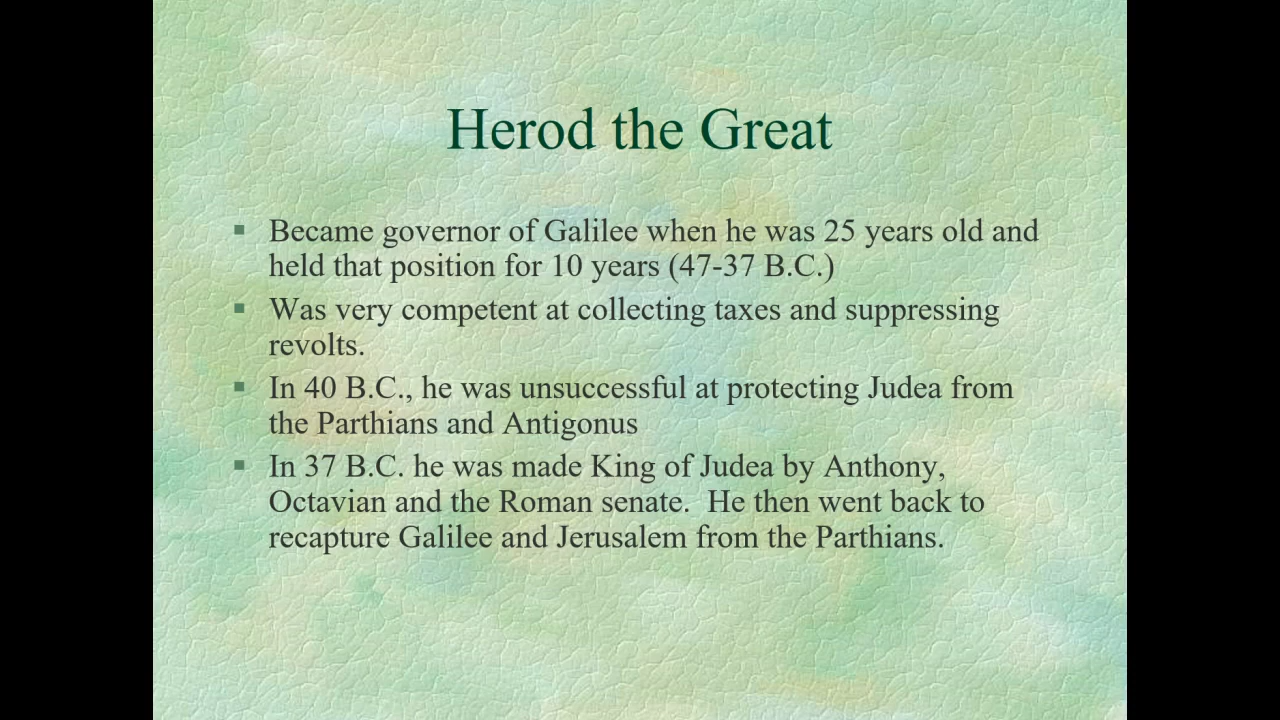 Herod the Great
Became governor of Galilee when he was 25 years old and
held that position for 10 years (47-37 B.C.)
Was very competent at collecting taxes and suppressing
revolts.
In 40 B.C., he was unsuccessful at protecting Judea from
the Parthians and Antigonus
In 37 B.C. he was made King of Judea by Anthony,
Octavian and the Roman senate.  He then went back to
recapture Galilee and Jerusalem from the Parthians.